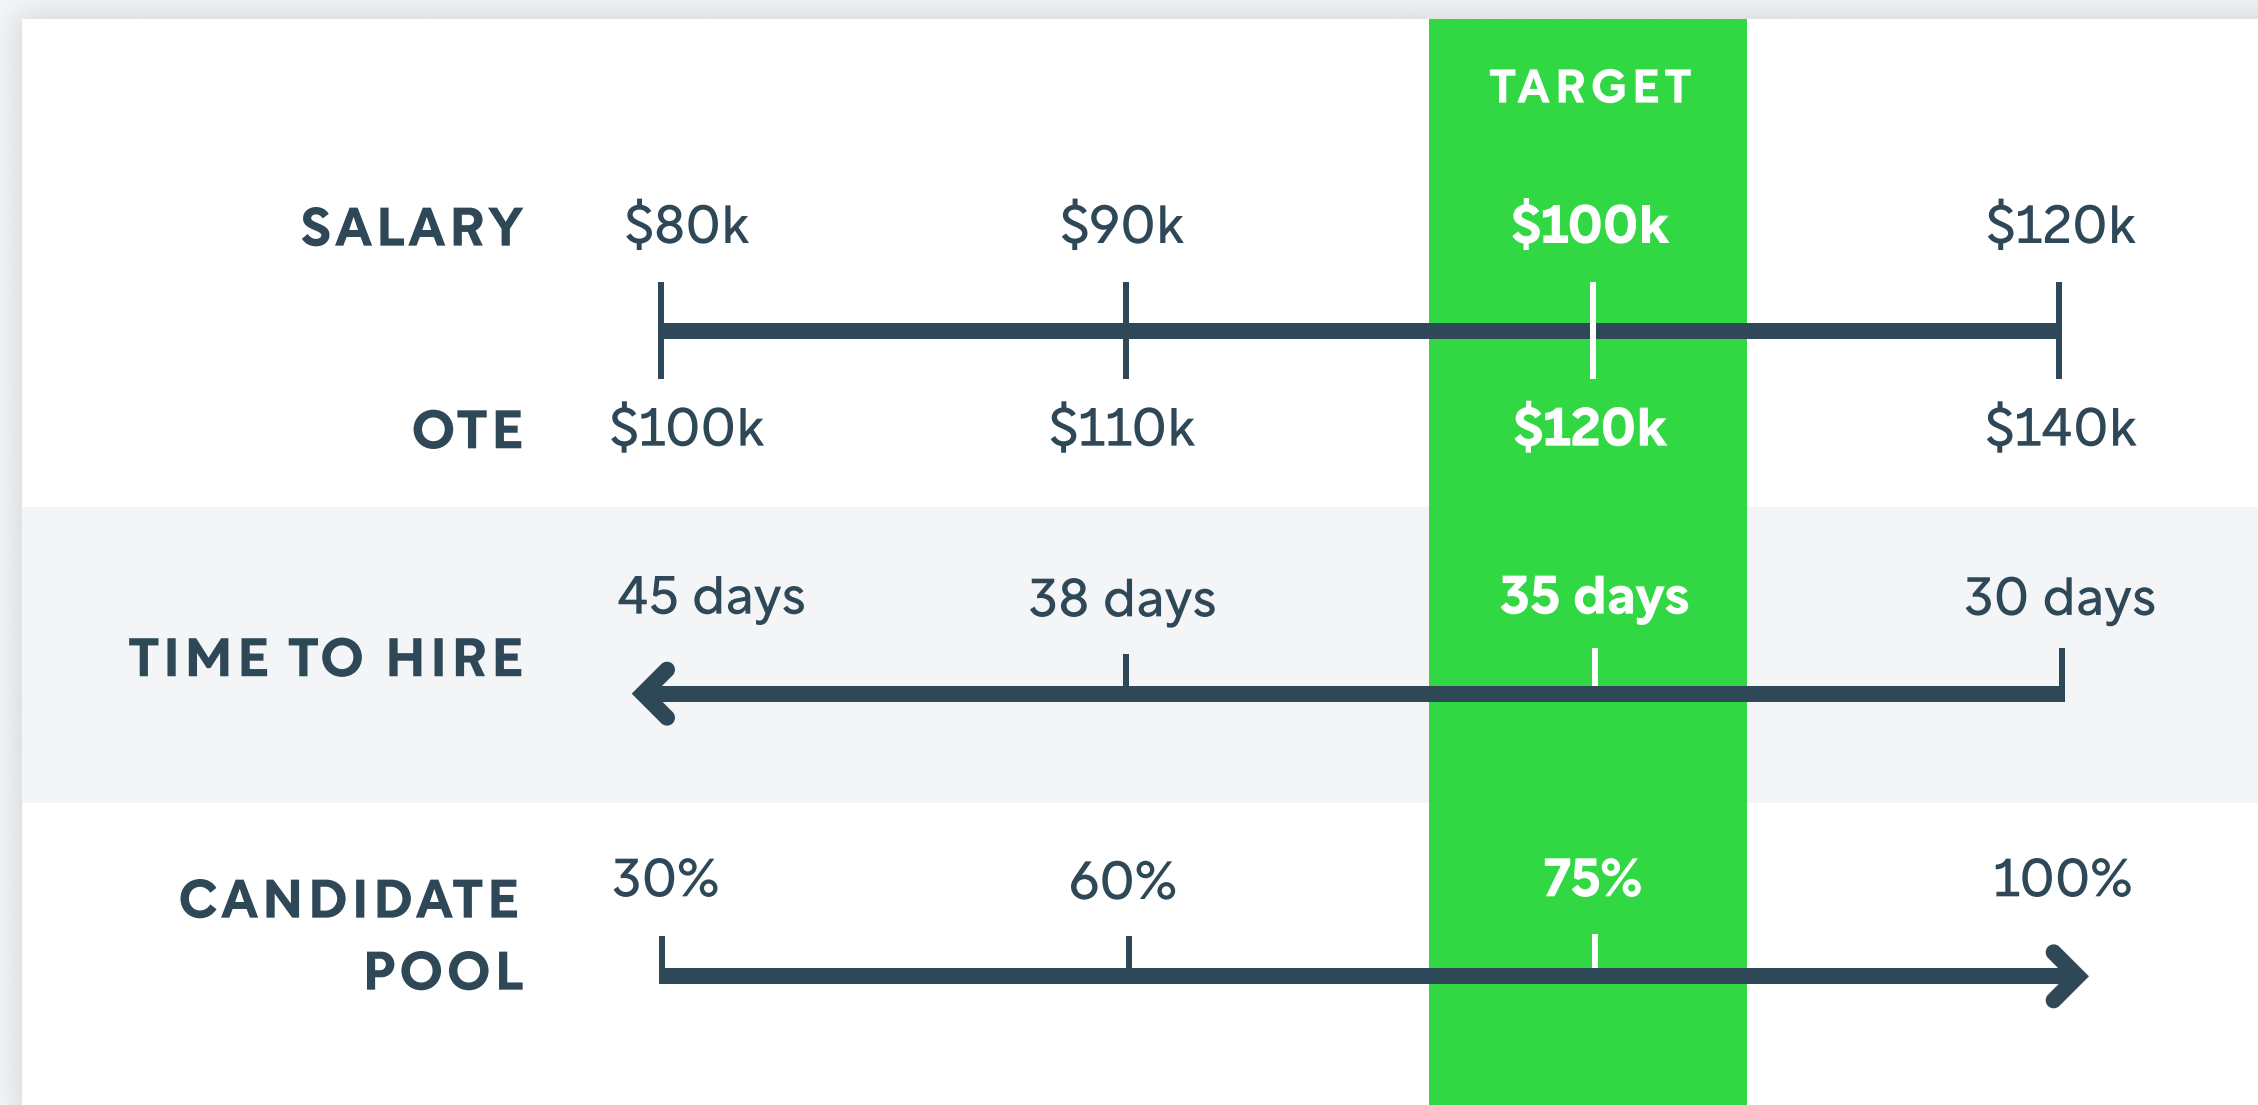 TARGET
SALARY $80k $90k $100k $120k
OTE $100k $110k $120k $140k
45 days 38 days 35 days 30 days
TIME TO HIRE
30% 60% 75% 100%
CANDIDATE
POOL